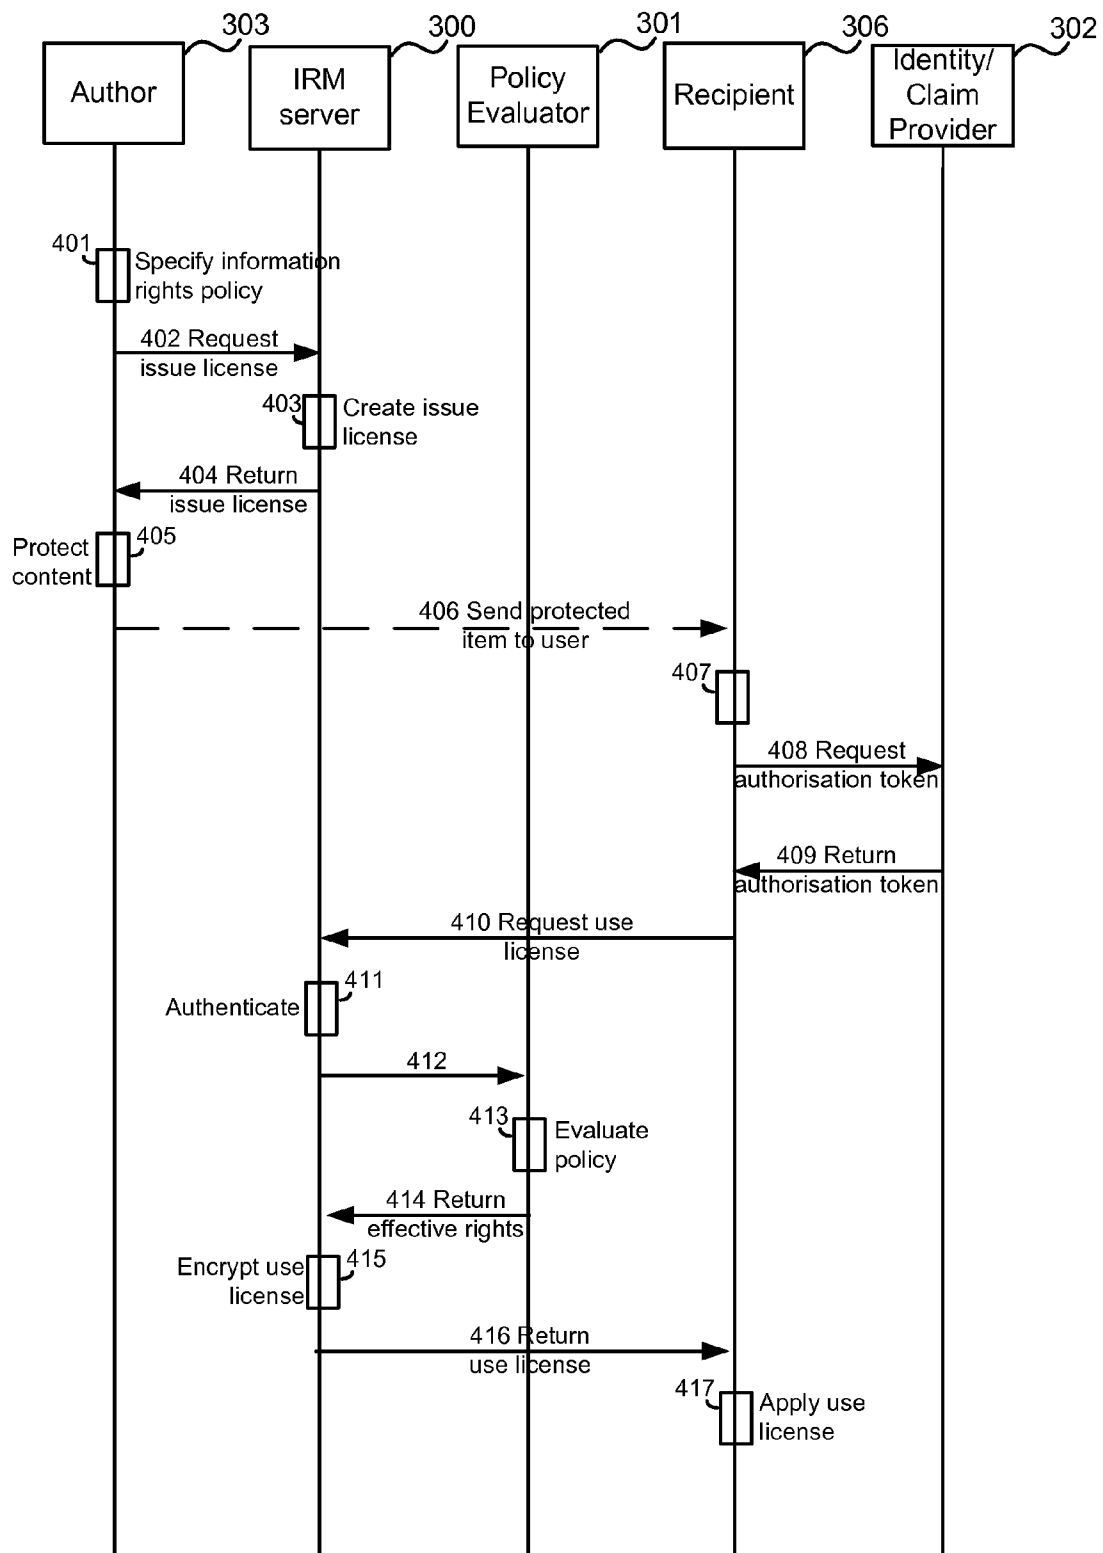 303
300
301
306
302
Author
IRM
server
Policy
Evaluator
Recipient
Identity/
Claim
Provider
401
Specify information
rights policy
402 Request
issue license
403
Create issue
license
404 Return
issue license
405
Protect
content
406 Send protected
item to user
407
408 Request
authorisation token
409 Return
authorisation token
410 Request use
license
411
Authenticate
412
413
Evaluate
policy
414 Return
effective rights
415
Encrypt use
license
416 Return
use license
417
Apply use
license